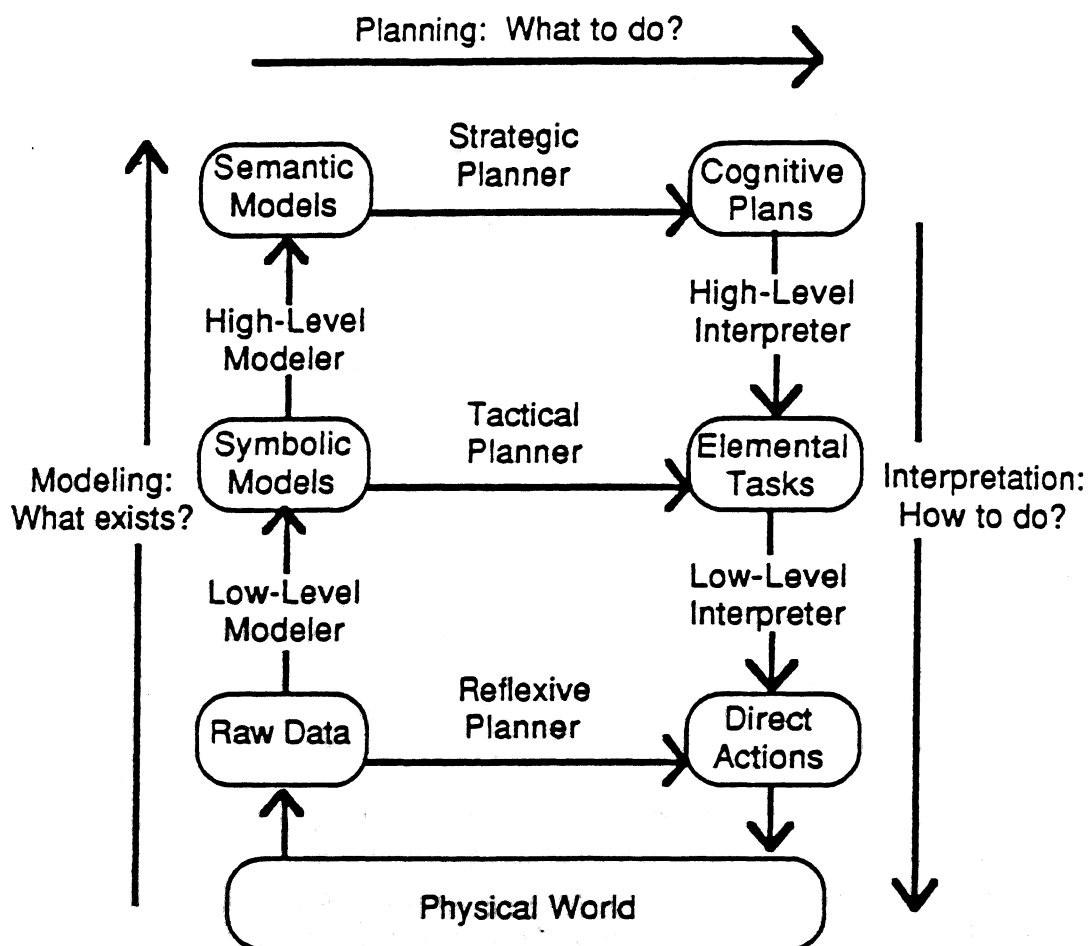 Planning: What to do?
Strategic
Planner
Semantic
Models
Cognitive
Plans
High-Level
Modeler
High-Level
Interpreter
Tactical
Planner
Symbolic
Models
Elemental
Tasks
Modeling:
What exists?
Interpretation:
How to do?
Low-Level
Modeler
Low-Level
Interpreter
Reflexive
Planner
Raw Data
Direct
Actions
Physical World